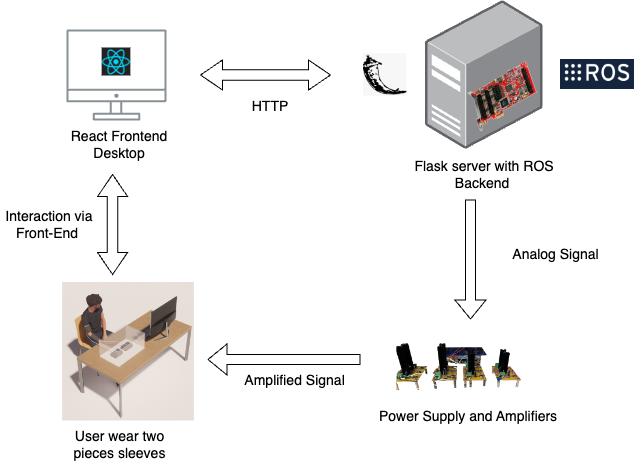 HTTP
ROS
React Frontend
Desktop
Flask server with ROS
Backend
Interaction via
Front-End
Analog Signal
Amplified Signal
Power Supply and Amplifiers
User wear two
pieces sleeves